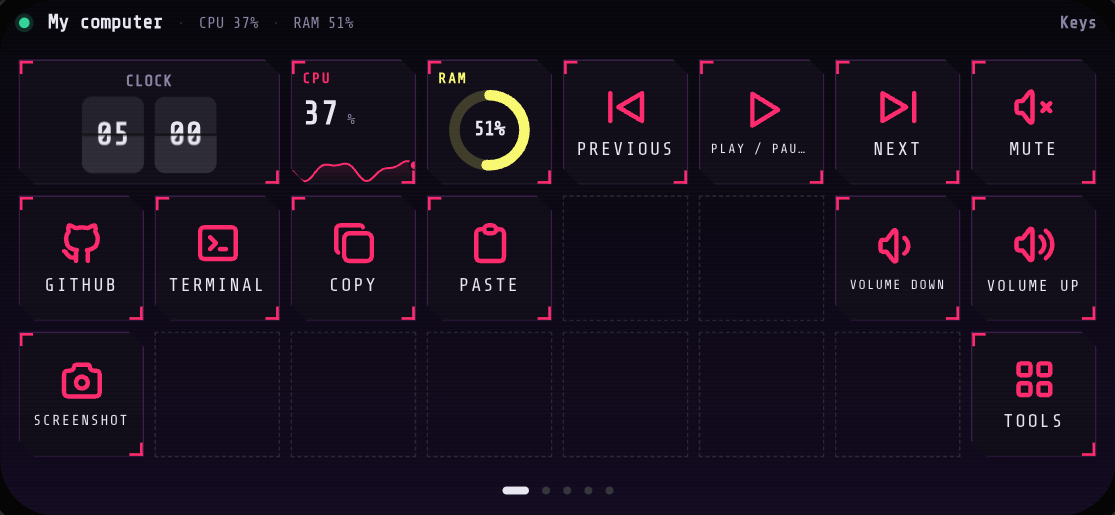 My computer · CPU 37% · RAM 51%
Keys
CLOCK
05 00
CPU
37 %
RAM
51%
PREVIOUS
PLAY / PAU…
NEXT
MUTE
GITHUB
TERMINAL
COPY
PASTE
VOLUME DOWN
VOLUME UP
SCREENSHOT
TOOLS